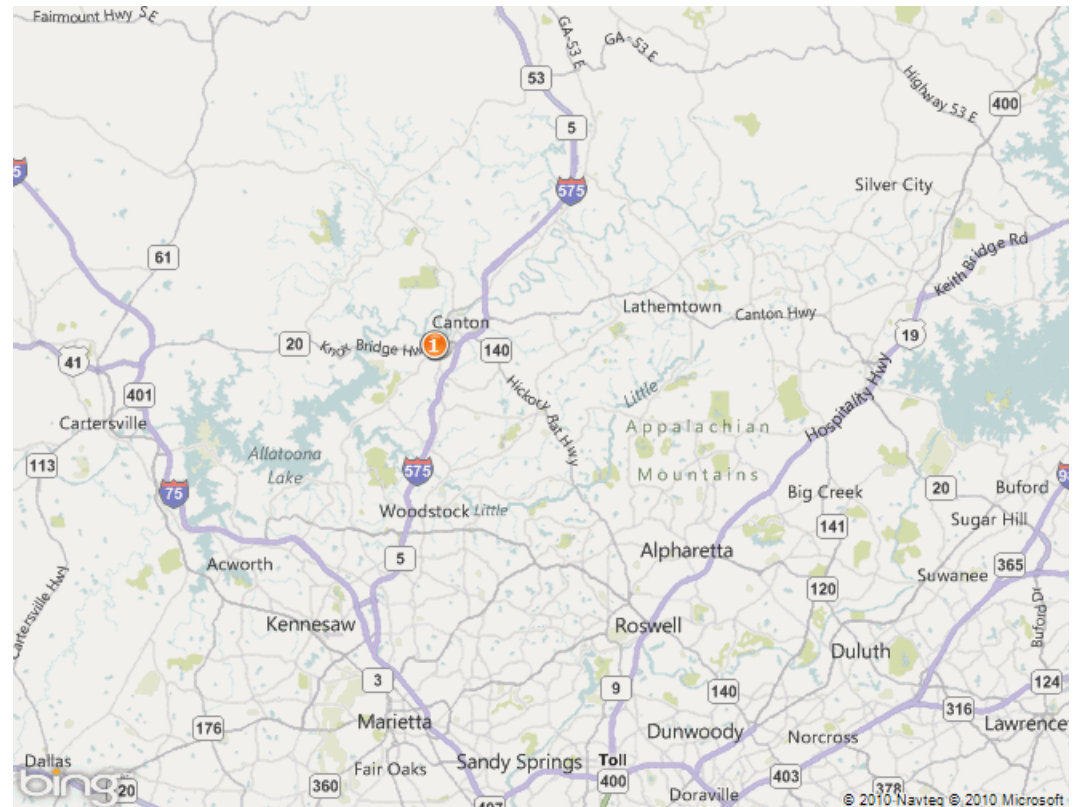 Fairmount Hwy S E
GA-53 E
GA-53 E
53
Highway 53 E
400
5
5
575
Silver City
61
Keith Bridge Rd
Lathemtown
Canton
Canton Hwy
19
20
Knox Bridge Hwy
1
140
41
401
Hickory Flat Hwy
Little
Hospitality Hwy
Cartersville
Appalachian
Allatoona
Lake
113
575
Mountains
75
20
Buford
Big Creek
Woodstock
Little
Sugar Hill
141
5
Alpharetta
365
Acworth
Suwanee
120
Cartersville Hwy
Kennesaw
Roswell
Buford Dr
Duluth
3
9
140
124
316
Marietta
176
Dunwoody
Lawrence
Norcross
Dallas
Fair Oaks
Sandy Springs
Toll
400
403
bing
20
360
Doraville
378
407
© 2010 Navteq © 2010 Microsoft